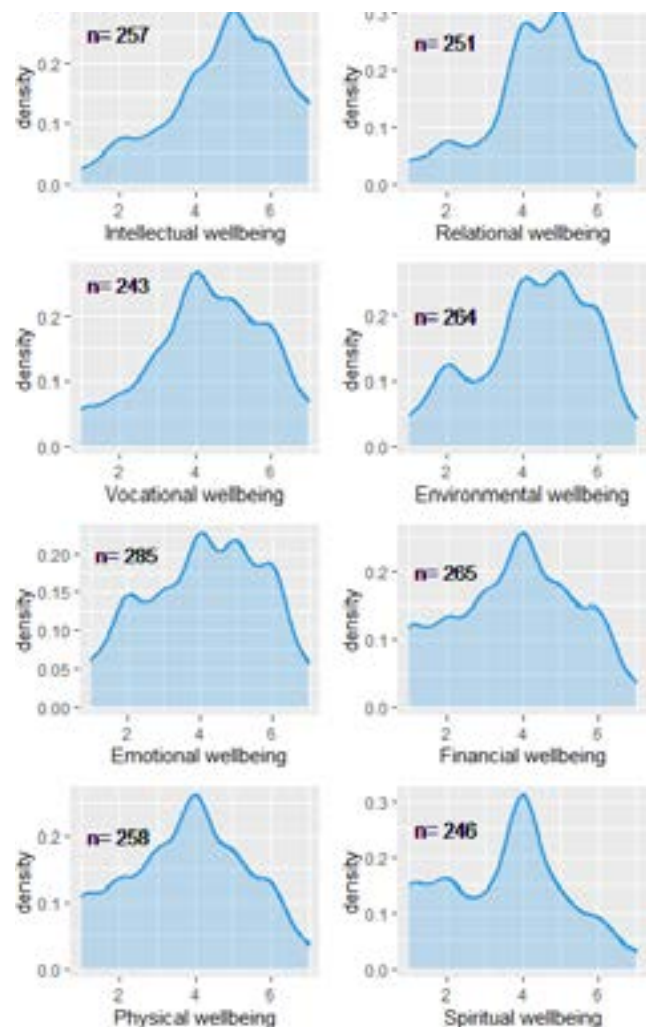 n= 257
density
0.2
0.1
0.0
2 4 6
Intellectual wellbeing
n= 251
density
0.3
0.2
0.1
0.0
2 4 6
Relational wellbeing
n= 243
density
0.2
0.1
0.0
2 4 6
Vocational wellbeing
n= 264
density
0.2
0.1
0.0
2 4 6
Environmental wellbeing
density
0.20
0.15
0.10
0.05
0.00
2 4 6
Emotional wellbeing
n= 265
density
0.2
0.1
0.0
2 4 6
Financial wellbeing
n= 258
density
0.2
0.1
0.0
2 4 6
Physical wellbeing
n= 246
density
0.3
0.2
0.1
0.0
2 4 6
Spiritual wellbeing